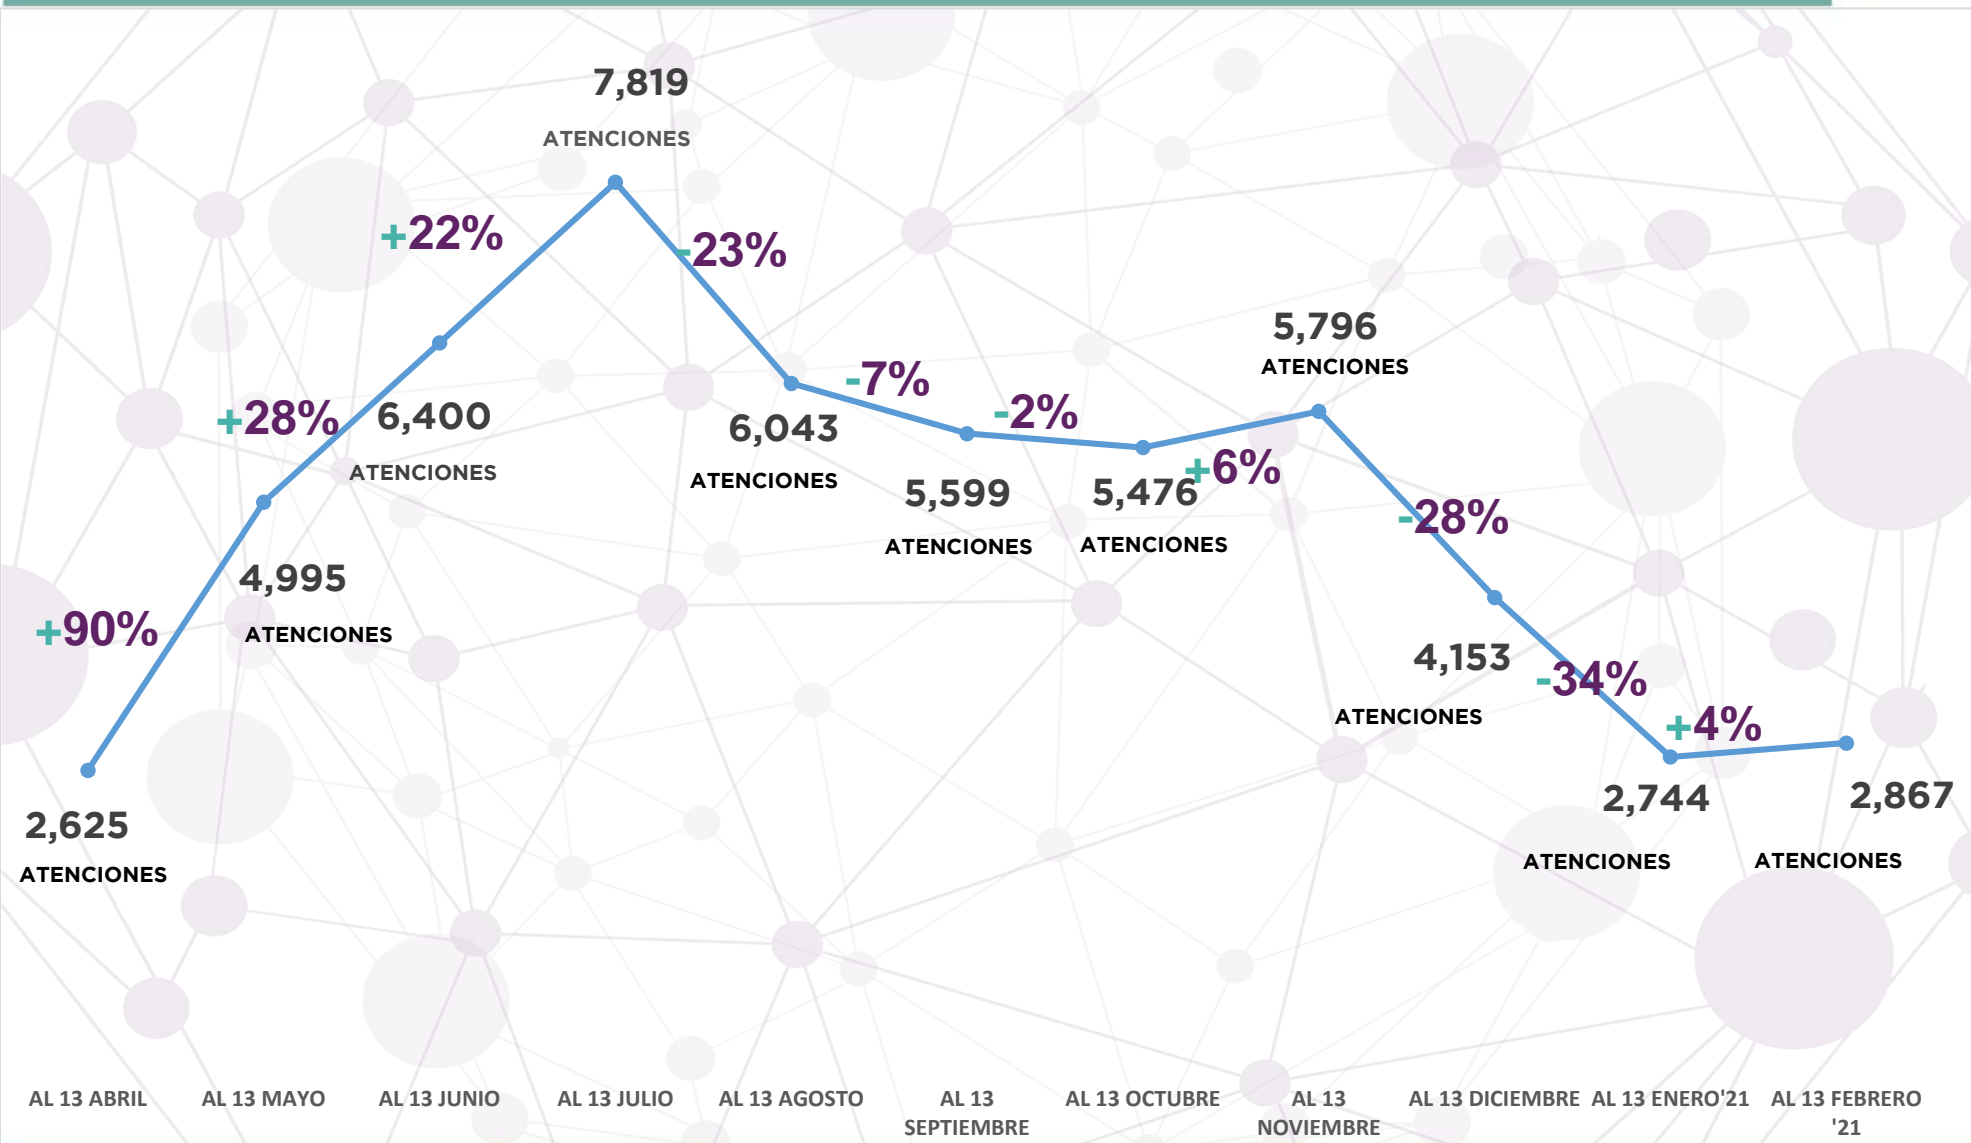 7,819
ATENCIONES
+22%
-23%
5,796
ATENCIONES
-7%
-2%
+28%
6,400
ATENCIONES
6,043
ATENCIONES
+6%
5,599
ATENCIONES
5,476
ATENCIONES
-28%
4,995
ATENCIONES
+90%
4,153
ATENCIONES
-34%
+4%
2,625
ATENCIONES
2,744
ATENCIONES
2,867
ATENCIONES
AL 13 ABRIL
AL 13 MAYO
AL 13 JUNIO
AL 13 JULIO
AL 13 AGOSTO
AL 13
SEPTIEMBRE
AL 13 OCTUBRE
AL 13
NOVIEMBRE
AL 13 DICIEMBRE
AL 13 ENERO'21
AL 13 FEBRERO
'21